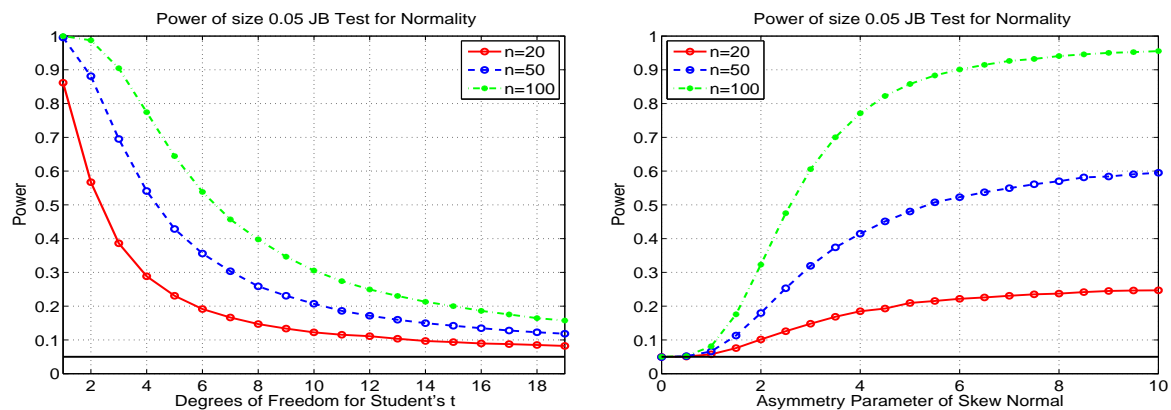 Power of size 0.05 JB Test for Normality
1
0.9
0.8
0.7
0.6
0.5
0.4
0.3
0.2
0.1
0
Power
n=20
n=50
n=100
2 4 6 8 10 12 14 16 18
Degrees of Freedom for Student's t
Power of size 0.05 JB Test for Normality
1
0.9
0.8
0.7
0.6
0.5
0.4
0.3
0.2
0.1
0
Power
n=20
n=50
n=100
0 2 4 6 8 10
Asymmetry Parameter of Skew Normal